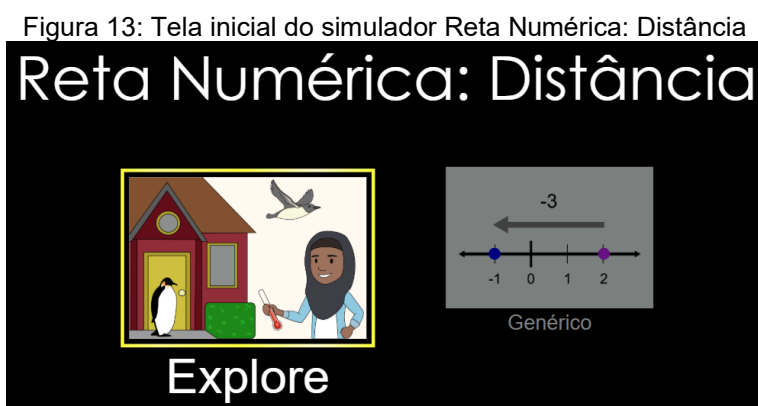 Figura 13: Tela inicial do simulador Reta Numérica: Distância
Reta Numérica: Distância
-3
-1 0 1 2
Explore
Genérico